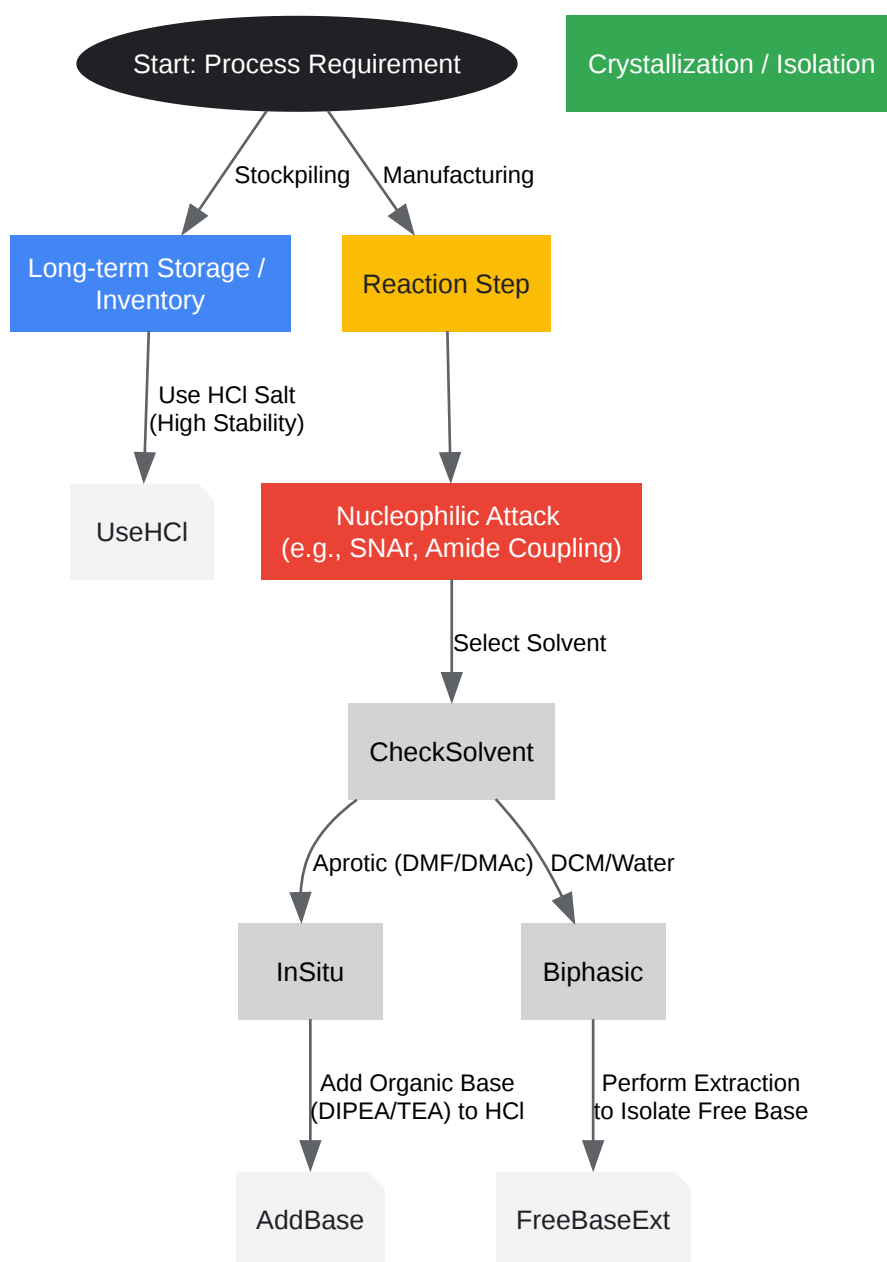 Start: Process Requirement
Crystallization / Isolation
Stockpiling
Manufacturing
Long-term Storage /
Inventory
Reaction Step
Use HCl Salt
(High Stability)
UseHCl
Nucleophilic Attack
(e.g., SNAr, Amide Coupling)
Select Solvent
CheckSolvent
Aprotic (DMF/DMAc)
DCM/Water
InSitu
Biphasic
Add Organic Base
(DIPEA/TEA) to HCl
Perform Extraction
to Isolate Free Base
AddBase
FreeBaseExt